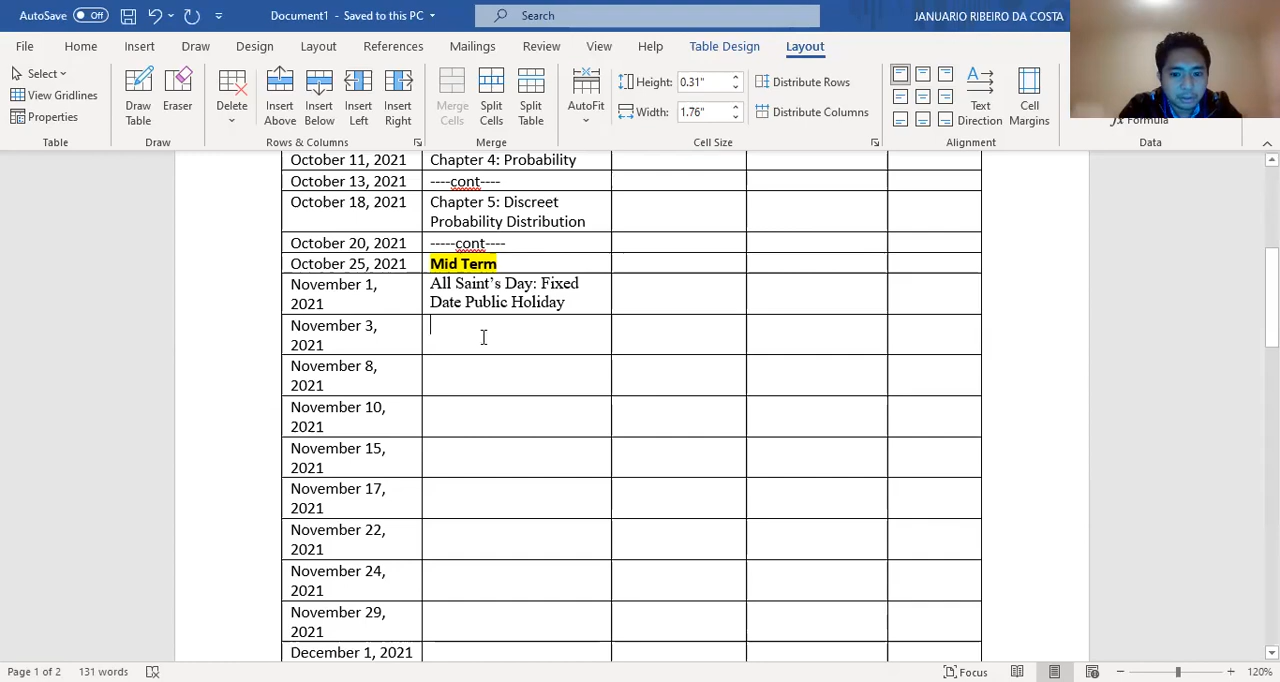 AutoSave Off Document1 - Saved to this PC Search JANUARIO RIBEIRO DA COSTA
File Home Insert Draw Design Layout References Mailings Review View Help Table Design Layout
Select
View Gridlines
Properties
Table
Draw Table
Eraser
Draw
Delete
Insert Above
Insert Below
Insert Left
Insert Right
Rows & Columns
Merge Cells
Split Cells
Split Table
Merge
AutoFit
Height: 0.31"
Width: 1.76"
Distribute Rows
Distribute Columns
Cell Size
Text Direction
Cell Margins
Alignment
Formula
Data
October 11, 2021 Chapter 4: Probability
October 13, 2021 ----cont----
October 18, 2021 Chapter 5: Discreet
Probability Distribution
October 20, 2021 -----cont----
October 25, 2021 Mid Term
November 1, All Saint’s Day: Fixed
2021 Date Public Holiday
November 3,
2021
November 8,
2021
November 10,
2021
November 15,
2021
November 17,
2021
November 22,
2021
November 24,
2021
November 29,
2021
December 1, 2021
Page 1 of 2 131 words Focus 120%